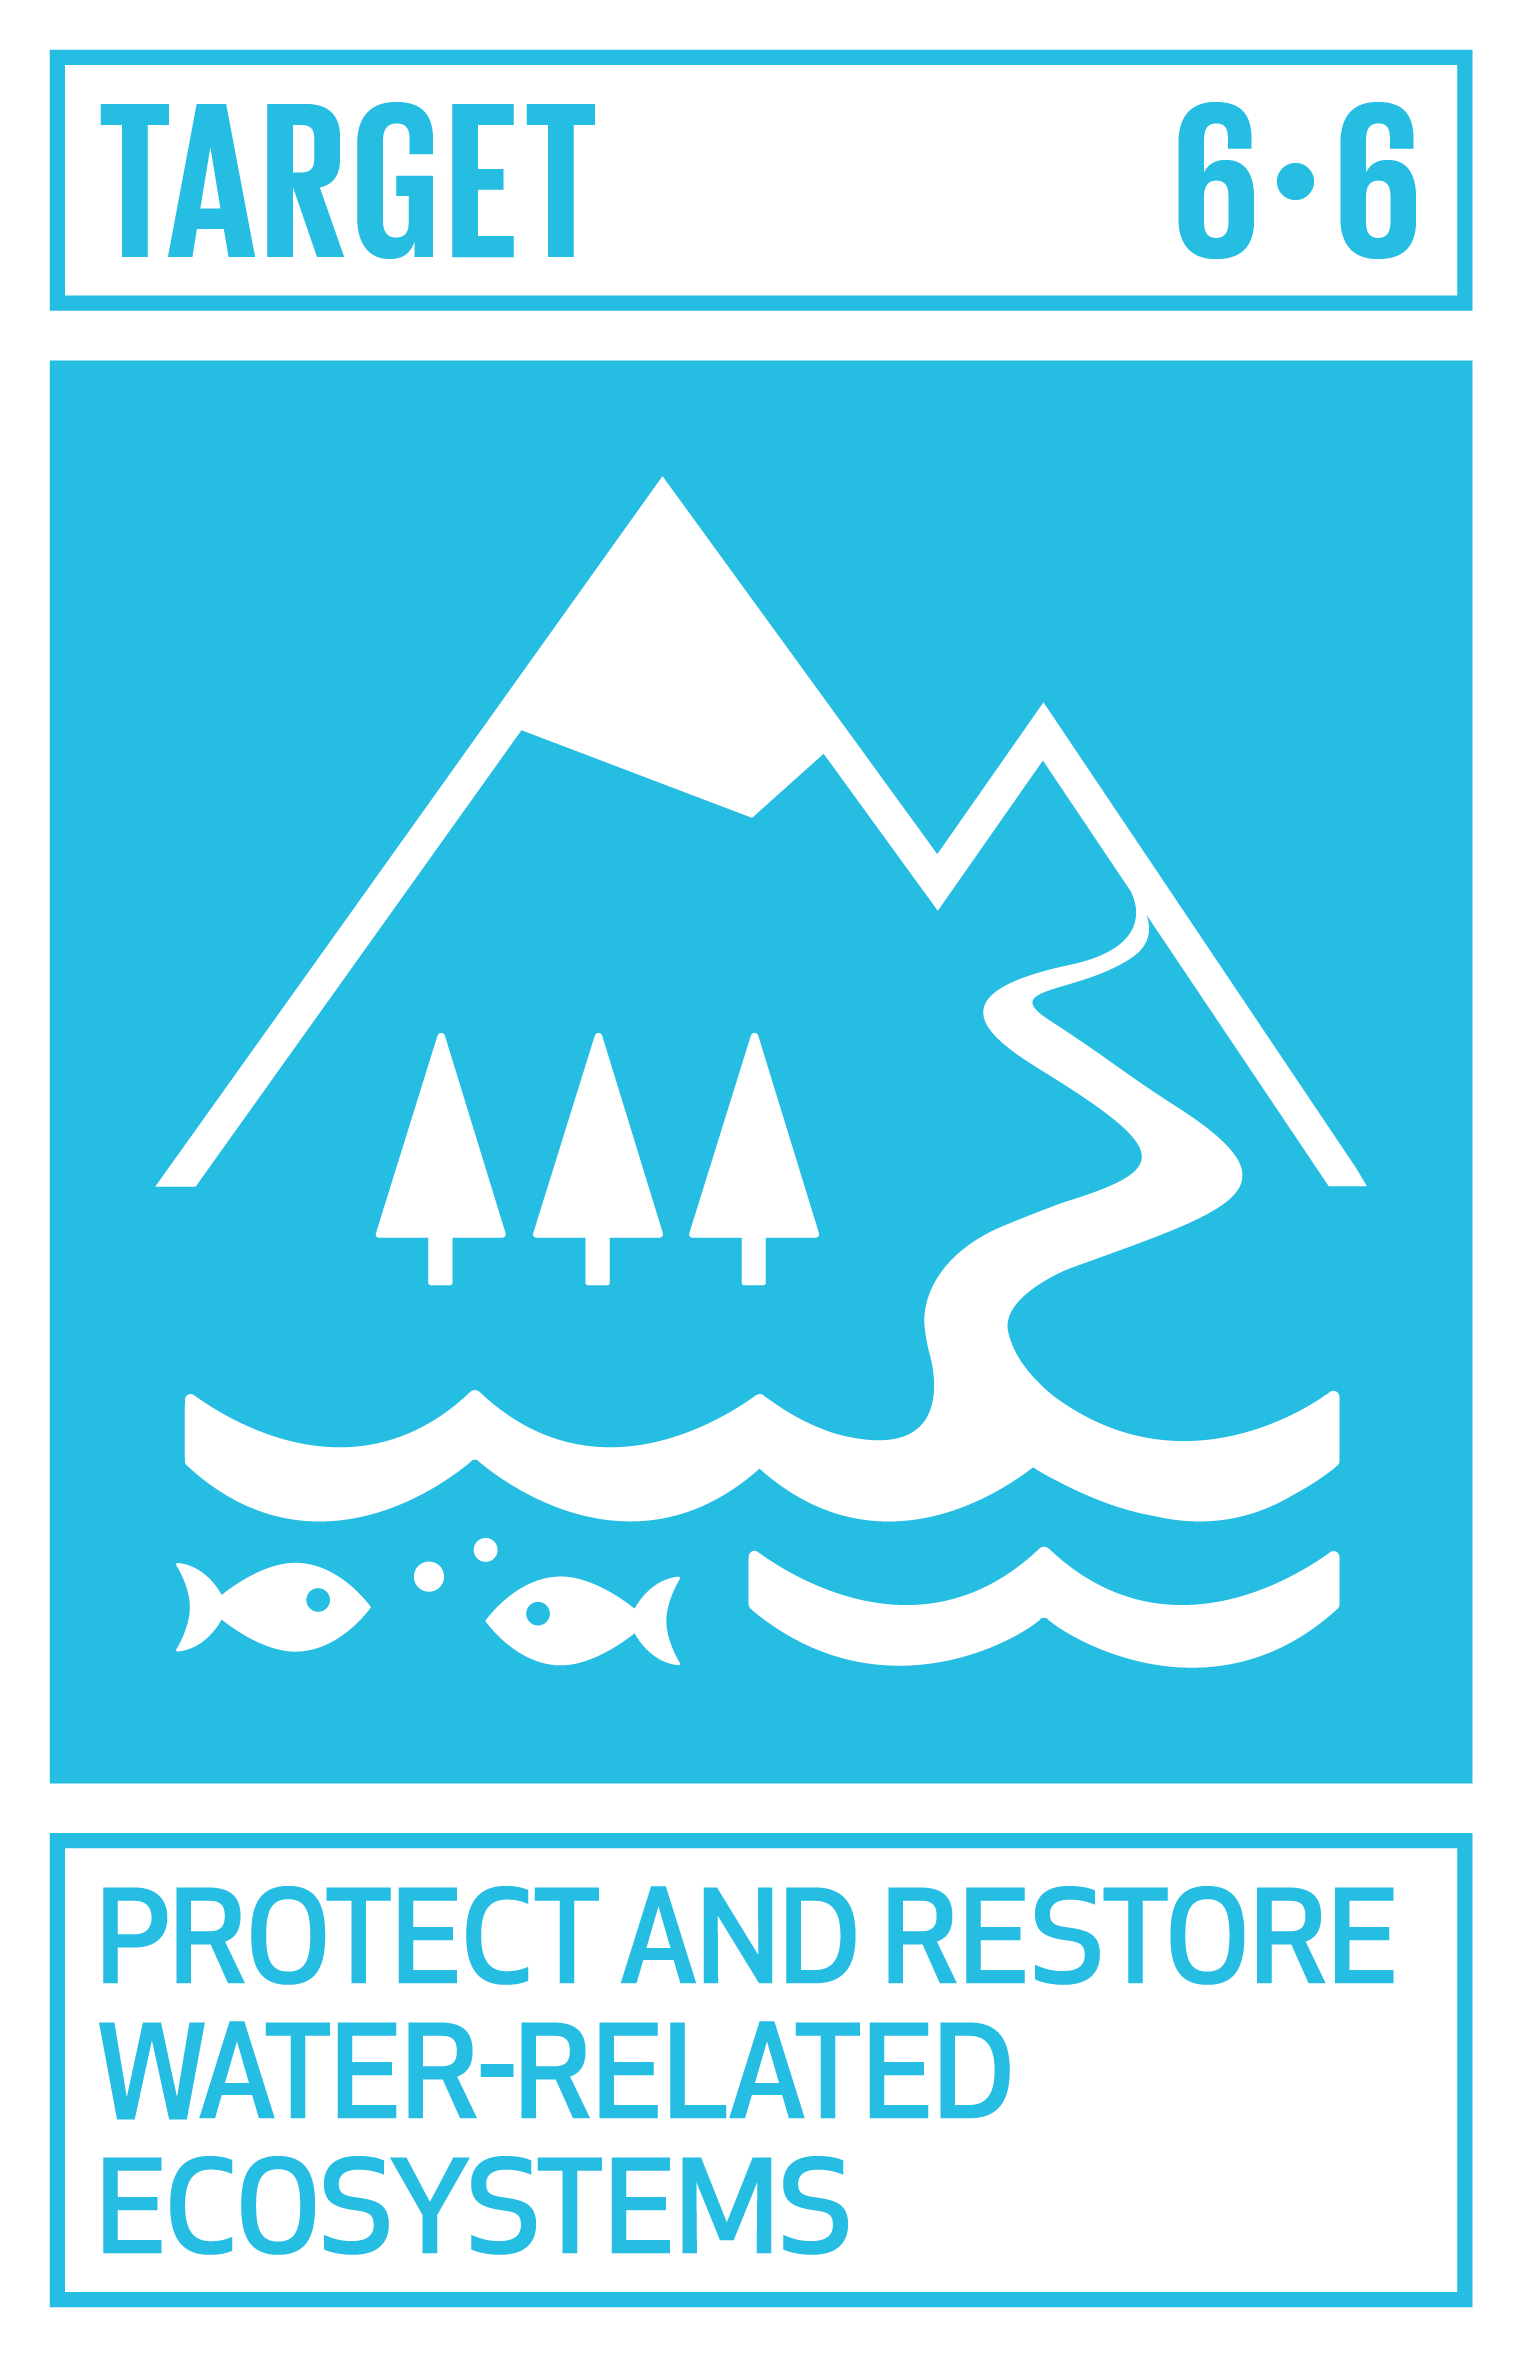 TARGET 6·6
PROTECT AND RESTORE
WATER-RELATED
ECOSYSTEMS